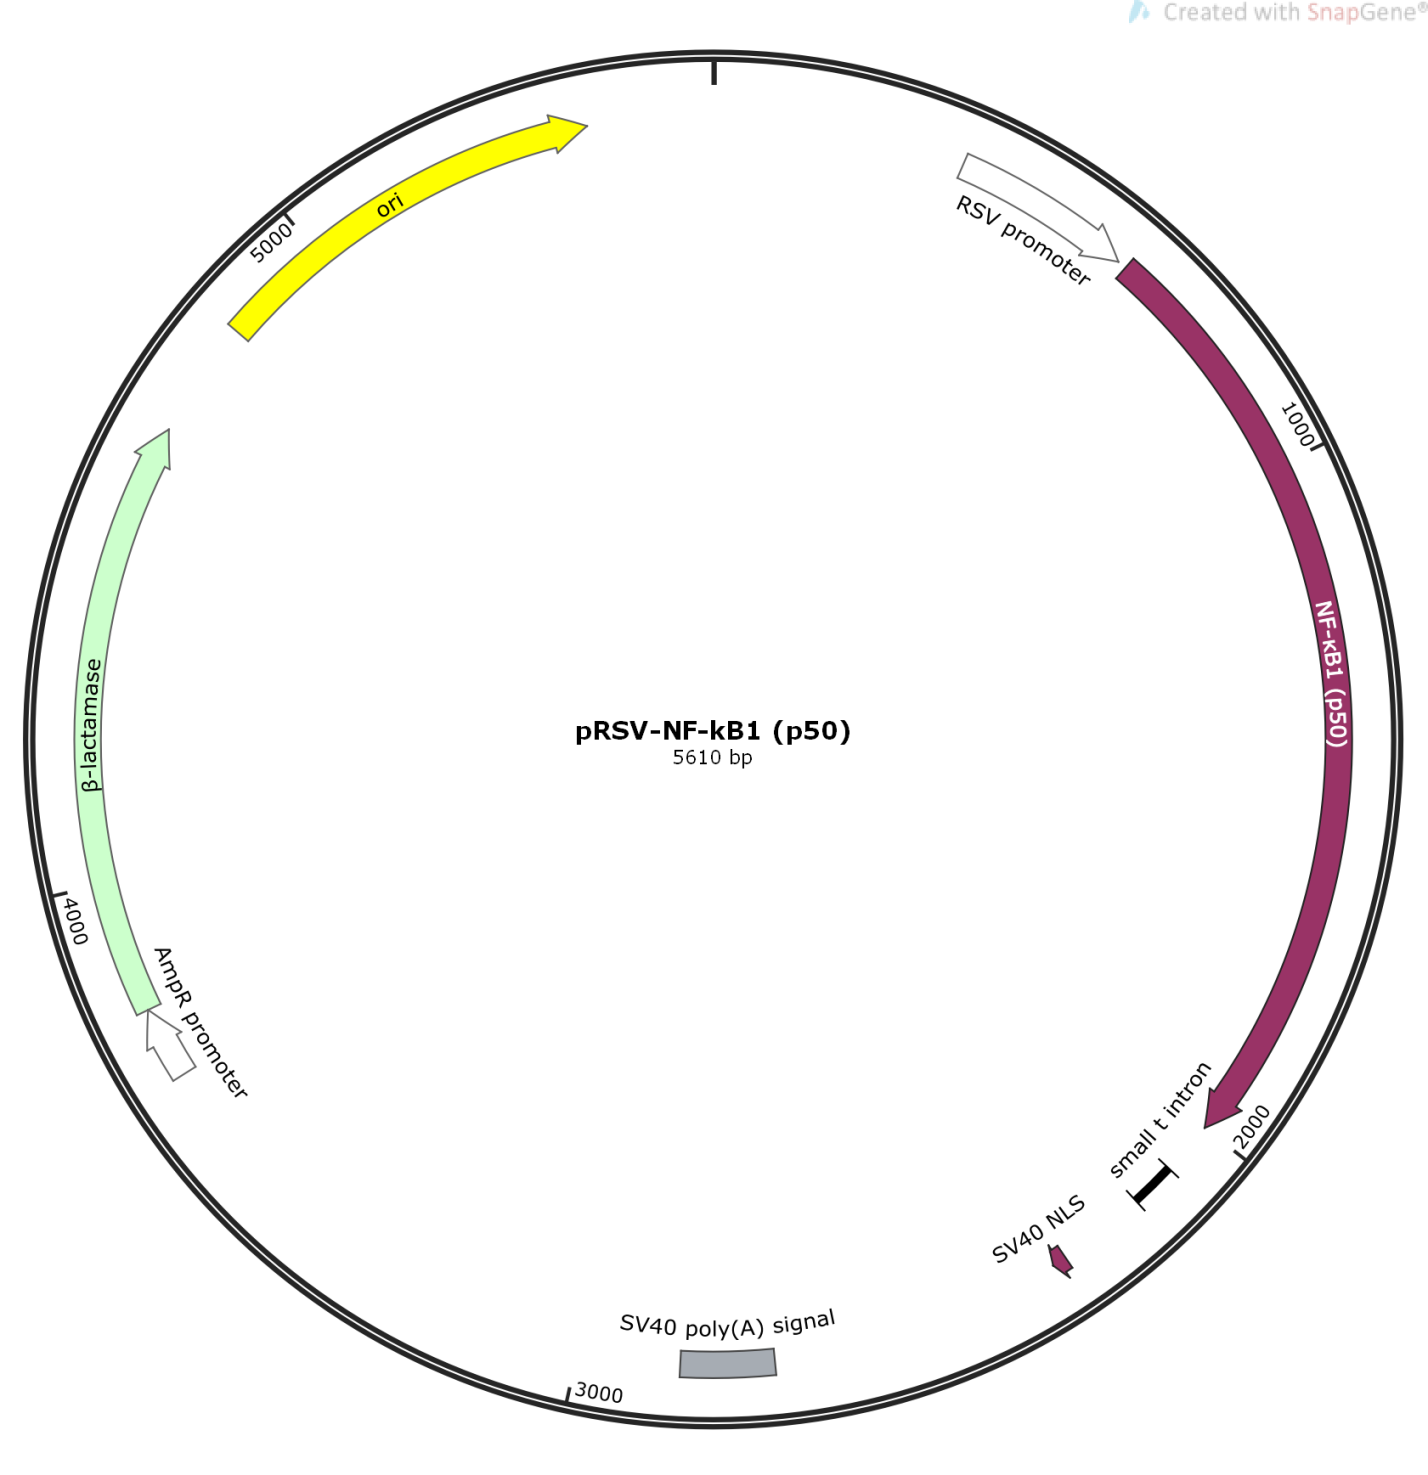 Created with SnapGene®
ori
5000
RSV promoter
1000
NF-κB1 (p50)
β-lactamase
pRSV-NF-kB1 (p50)
5610 bp
4000
AmpR promoter
small t intron
2000
SV40 NLS
SV40 poly(A) signal
3000